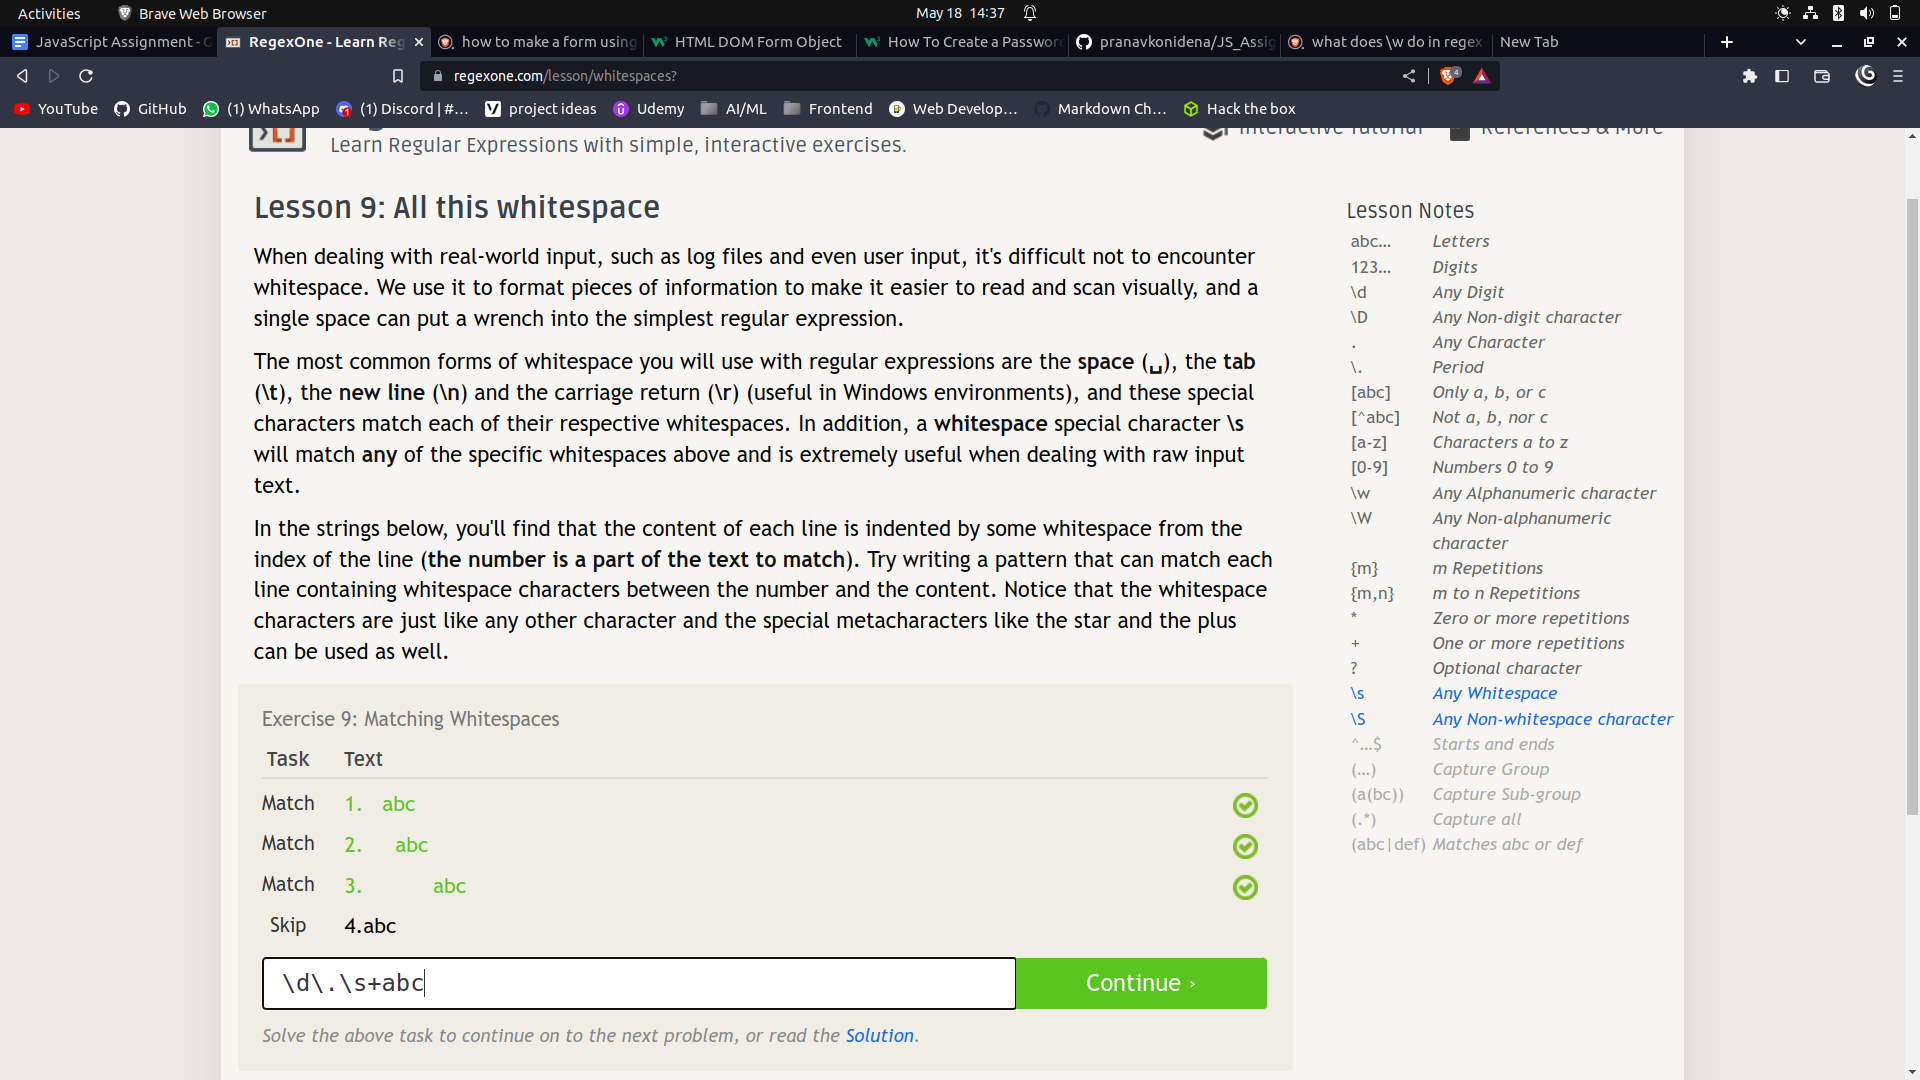 Activities
Brave Web Browser
May 18 14:37
JavaScript Assignment - G
RegexOne - Learn Reg
how to make a form using
HTML DOM Form Object
How To Create a Passwor
pranavkonidena/JS_Assig
what does \w do in regex
New Tab
regexone.com/lesson/whitespaces?
4
YouTube
GitHub
(1) WhatsApp
(1) Discord | #...
project ideas
Udemy
AI/ML
Frontend
Web Develop...
Markdown Ch...
Hack the box
Interactive Tutorial
References & More
Learn Regular Expressions with simple, interactive exercises.
Lesson 9: All this whitespace
When dealing with real-world input, such as log files and even user input, it's difficult not to encounter
whitespace. We use it to format pieces of information to make it easier to read and scan visually, and a
single space can put a wrench into the simplest regular expression.
The most common forms of whitespace you will use with regular expressions are the space (␣), the tab
(\t), the new line (\n) and the carriage return (\r) (useful in Windows environments), and these special
characters match each of their respective whitespaces. In addition, a whitespace special character \s
will match any of the specific whitespaces above and is extremely useful when dealing with raw input
text.
In the strings below, you'll find that the content of each line is indented by some whitespace from the
index of the line (the number is a part of the text to match). Try writing a pattern that can match each
line containing whitespace characters between the number and the content. Notice that the whitespace
characters are just like any other character and the special metacharacters like the star and the plus
can be used as well.
Exercise 9: Matching Whitespaces
Task Text
Match 1.   abc
Match 2.     abc
Match 3.           abc
Skip 4.abc
\d\.\s+abc
Continue ›
Solve the above task to continue on to the next problem, or read the Solution.
Lesson Notes
abc... Letters
123... Digits
\d Any Digit
\D Any Non-digit character
. Any Character
\. Period
[abc] Only a, b, or c
[^abc] Not a, b, nor c
[a-z] Characters a to z
[0-9] Numbers 0 to 9
\w Any Alphanumeric character
\W Any Non-alphanumeric
character
{m} m Repetitions
{m,n} m to n Repetitions
* Zero or more repetitions
+ One or more repetitions
? Optional character
\s Any Whitespace
\S Any Non-whitespace character
^...$ Starts and ends
(...) Capture Group
(a(bc)) Capture Sub-group
(.*) Capture all
(abc|def) Matches abc or def